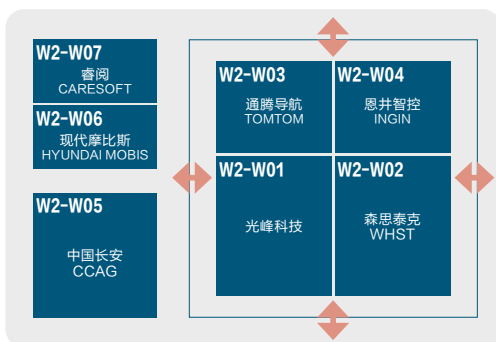 W2-W07
睿阅
CARESOFT
W2-W06
现代摩比斯
HYUNDAI MOBIS
W2-W05
中国长安
CCAG
W2-W03
通腾导航
TOMTOM
W2-W04
恩井智控
INGIN
W2-W01
光峰科技
W2-W02
森思泰克
WHST